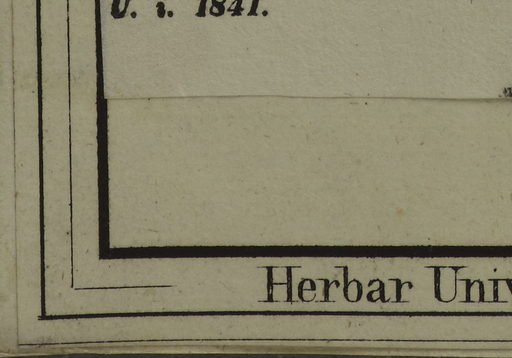 U. i. 1841.
Herbar Univ